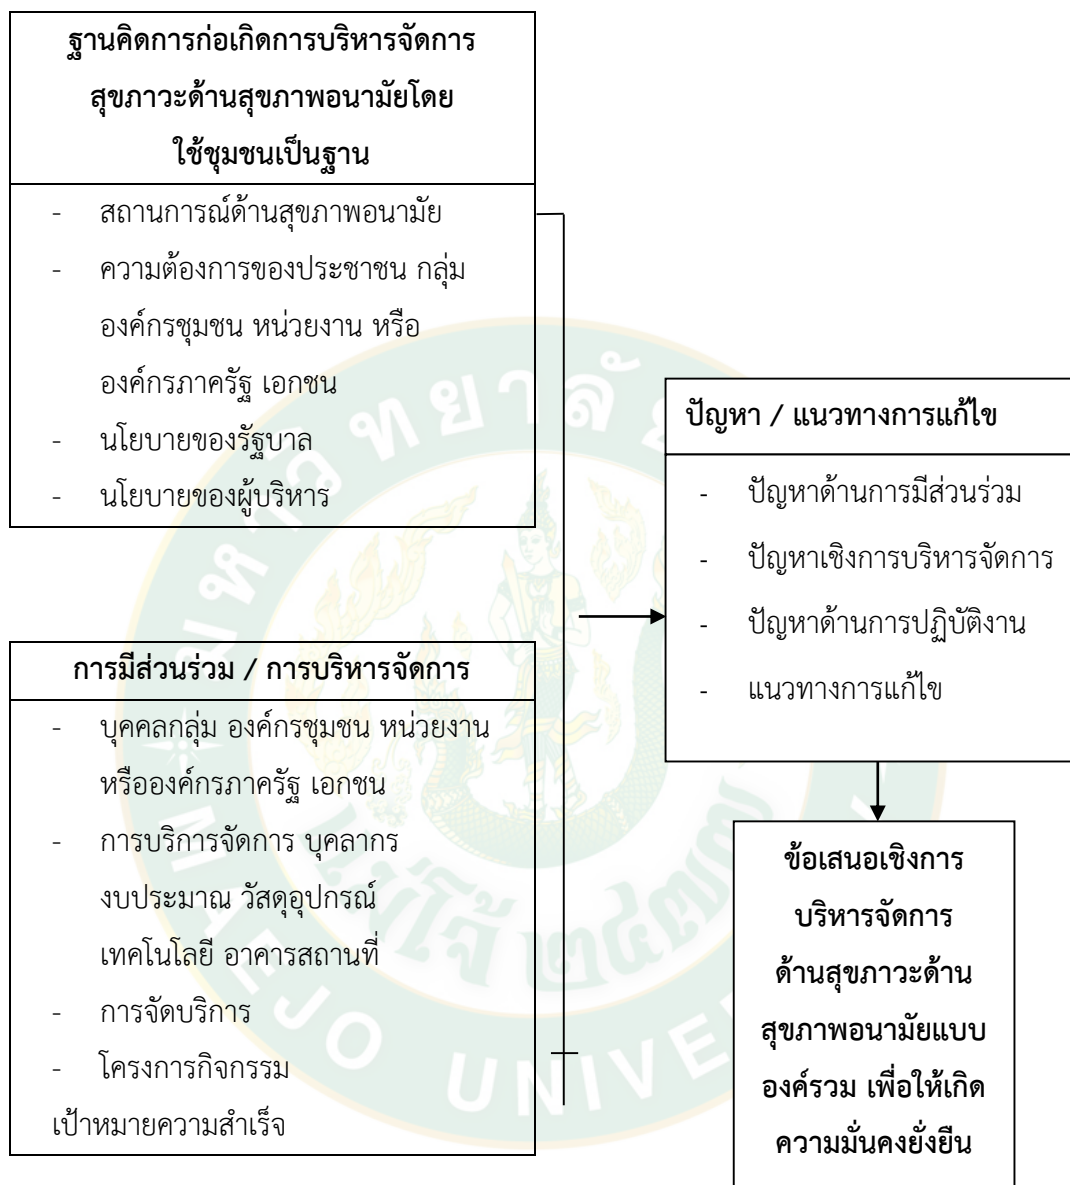 ฐานคิดการก่อเกิดการบริหารจัดการ
สุขภาวะด้านสุขภาพอนามัยโดย
ใช้ชุมชนเป็นฐาน
- สถานการณ์ด้านสุขภาพอนามัย
- ความต้องการของประชาชน กลุ่ม
องค์กรชุมชน หน่วยงาน หรือ
องค์กรภาครัฐ เอกชน
- นโยบายของรัฐบาล
- นโยบายของผู้บริหาร
การมีส่วนร่วม / การบริหารจัดการ
- บุคคลกลุ่ม องค์กรชุมชน หน่วยงาน
หรือองค์กรภาครัฐ เอกชน
- การบริการจัดการ บุคลากร
งบประมาณ วัสดุอุปกรณ์
เทคโนโลยี อาคารสถานที่
- การจัดบริการ
- โครงการกิจกรรม
เป้าหมายความสำเร็จ
ปัญหา / แนวทางการแก้ไข
- ปัญหาด้านการมีส่วนร่วม
- ปัญหาเชิงการบริหารจัดการ
- ปัญหาด้านการปฏิบัติงาน
- แนวทางการแก้ไข
ข้อเสนอเชิงการ
บริหารจัดการ
ด้านสุขภาวะด้าน
สุขภาพอนามัยแบบ
องค์รวม เพื่อให้เกิด
ความมั่นคงยั่งยืน
แม่โจ้ ๒๔๗๗